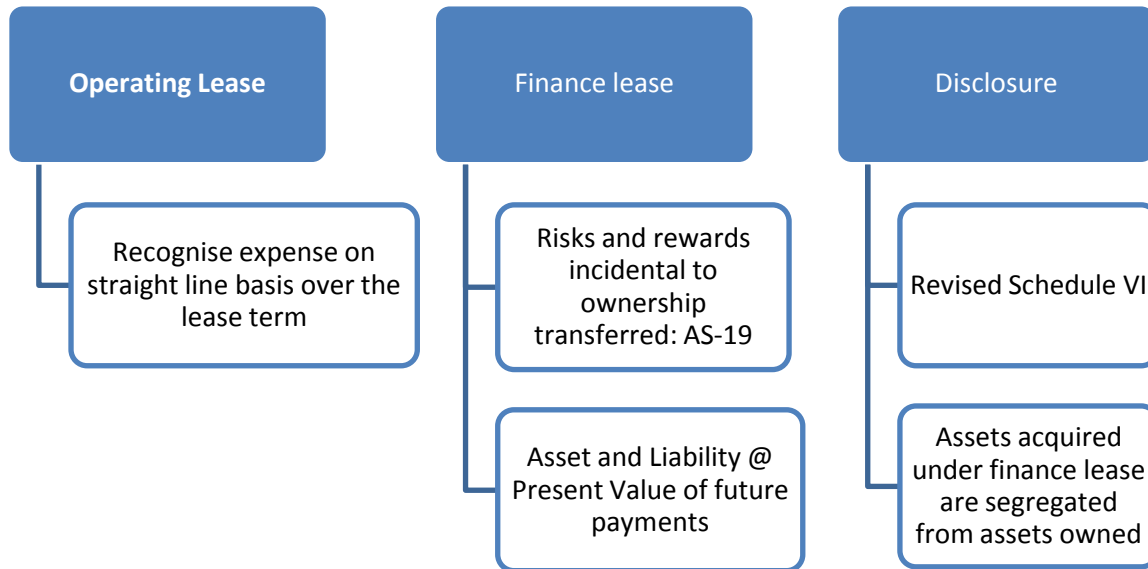 Operating Lease
Recognise expense on
straight line basis over the
lease term
Finance lease
Risks and rewards
incidental to
ownership
transferred: AS-19
Asset and Liability @
Present Value of future
payments
Disclosure
Revised Schedule VI
Assets acquired
under finance lease
are segregated
from assets owned